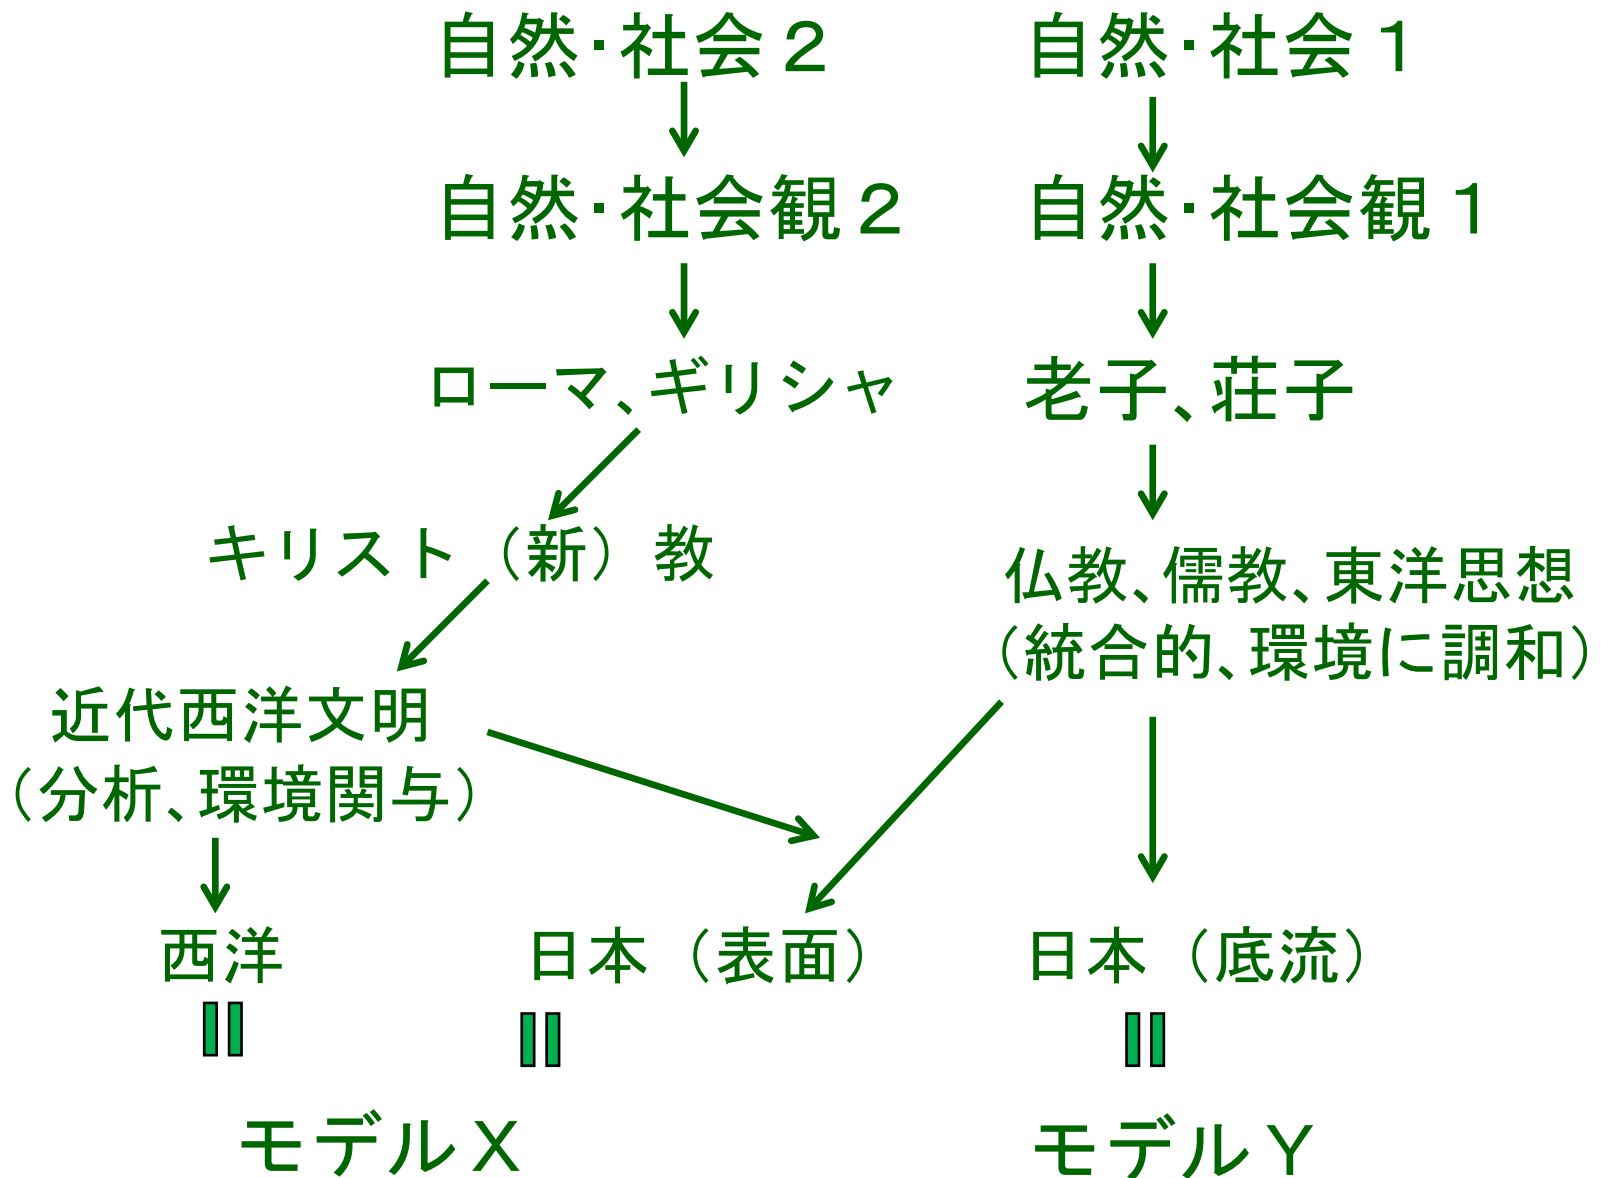 自然・社会２
自然・社会１
自然・社会観２
自然・社会観１
ローマ、ギリシャ
老子、荘子
キリスト（新）教
仏教、儒教、東洋思想
（統合的、環境に調和）
近代西洋文明
（分析、環境関与）
西洋
日本（表面）
日本（底流）
モデルＸ
モデルＹ